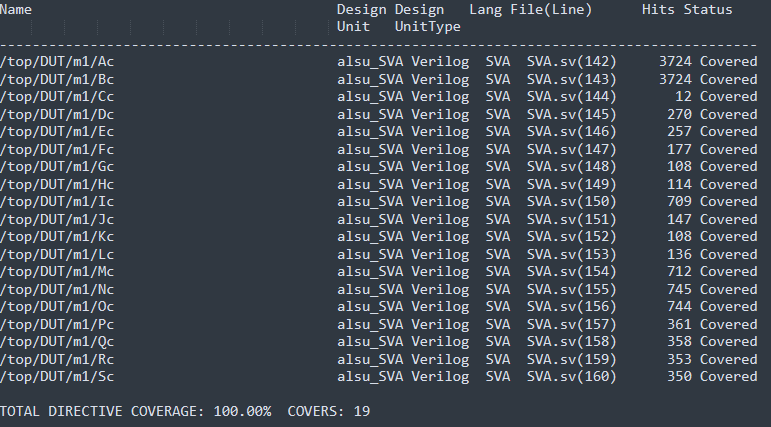 Name Design Design Lang File(Line) Hits Status
Unit UnitType
--------------------------------------------------------------------------------------------
/top/DUT/m1/Ac alsu_SVA Verilog SVA SVA.sv(142) 3724 Covered
/top/DUT/m1/Bc alsu_SVA Verilog SVA SVA.sv(143) 3724 Covered
/top/DUT/m1/Cc alsu_SVA Verilog SVA SVA.sv(144) 12 Covered
/top/DUT/m1/Dc alsu_SVA Verilog SVA SVA.sv(145) 270 Covered
/top/DUT/m1/Ec alsu_SVA Verilog SVA SVA.sv(146) 257 Covered
/top/DUT/m1/Fc alsu_SVA Verilog SVA SVA.sv(147) 177 Covered
/top/DUT/m1/Gc alsu_SVA Verilog SVA SVA.sv(148) 108 Covered
/top/DUT/m1/Hc alsu_SVA Verilog SVA SVA.sv(149) 114 Covered
/top/DUT/m1/Ic alsu_SVA Verilog SVA SVA.sv(150) 709 Covered
/top/DUT/m1/Jc alsu_SVA Verilog SVA SVA.sv(151) 147 Covered
/top/DUT/m1/Kc alsu_SVA Verilog SVA SVA.sv(152) 108 Covered
/top/DUT/m1/Lc alsu_SVA Verilog SVA SVA.sv(153) 136 Covered
/top/DUT/m1/Mc alsu_SVA Verilog SVA SVA.sv(154) 712 Covered
/top/DUT/m1/Nc alsu_SVA Verilog SVA SVA.sv(155) 745 Covered
/top/DUT/m1/Oc alsu_SVA Verilog SVA SVA.sv(156) 744 Covered
/top/DUT/m1/Pc alsu_SVA Verilog SVA SVA.sv(157) 361 Covered
/top/DUT/m1/Qc alsu_SVA Verilog SVA SVA.sv(158) 358 Covered
/top/DUT/m1/Rc alsu_SVA Verilog SVA SVA.sv(159) 353 Covered
/top/DUT/m1/Sc alsu_SVA Verilog SVA SVA.sv(160) 350 Covered
TOTAL DIRECTIVE COVERAGE: 100.00% COVERS: 19